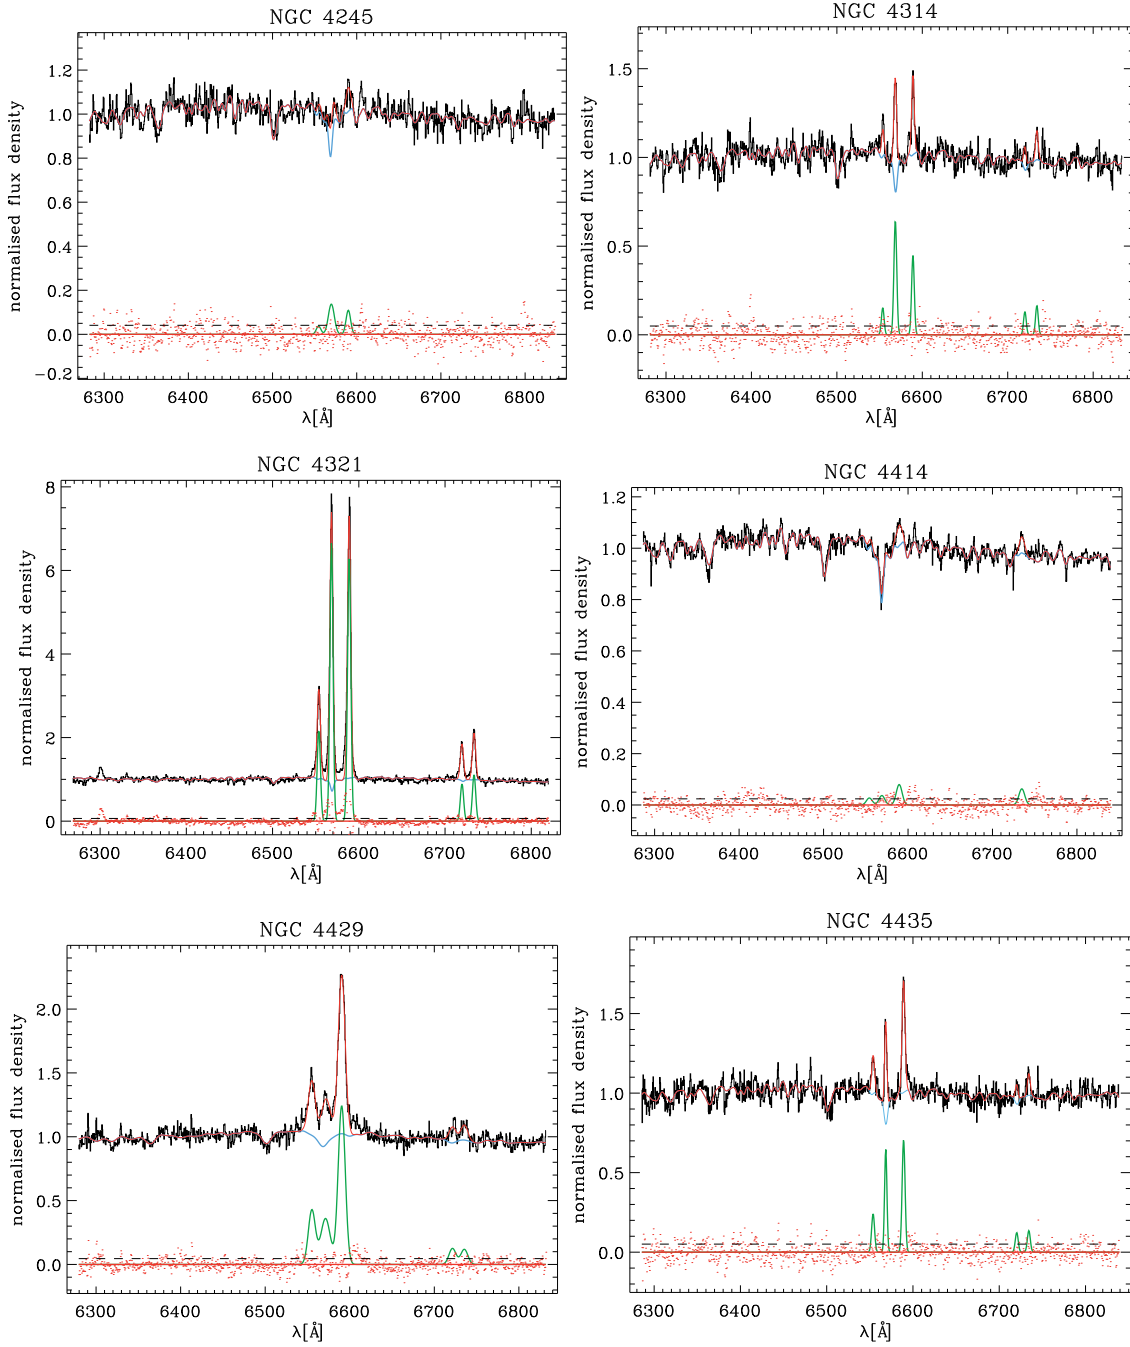 NGC 4245
normalised flux density
1.2
1.0
0.8
0.6
0.4
0.2
0.0
−0.2
6300 6400 6500 6600 6700 6800
λ[Å]
NGC 4314
normalised flux density
1.5
1.0
0.5
0.0
6300 6400 6500 6600 6700 6800
λ[Å]
NGC 4321
normalised flux density
8
6
4
2
0
6300 6400 6500 6600 6700 6800
λ[Å]
NGC 4414
normalised flux density
1.2
1.0
0.8
0.6
0.4
0.2
0.0
6300 6400 6500 6600 6700 6800
λ[Å]
NGC 4429
normalised flux density
2.0
1.5
1.0
0.5
0.0
6300 6400 6500 6600 6700 6800
λ[Å]
NGC 4435
normalised flux density
1.5
1.0
0.5
0.0
6300 6400 6500 6600 6700 6800
λ[Å]